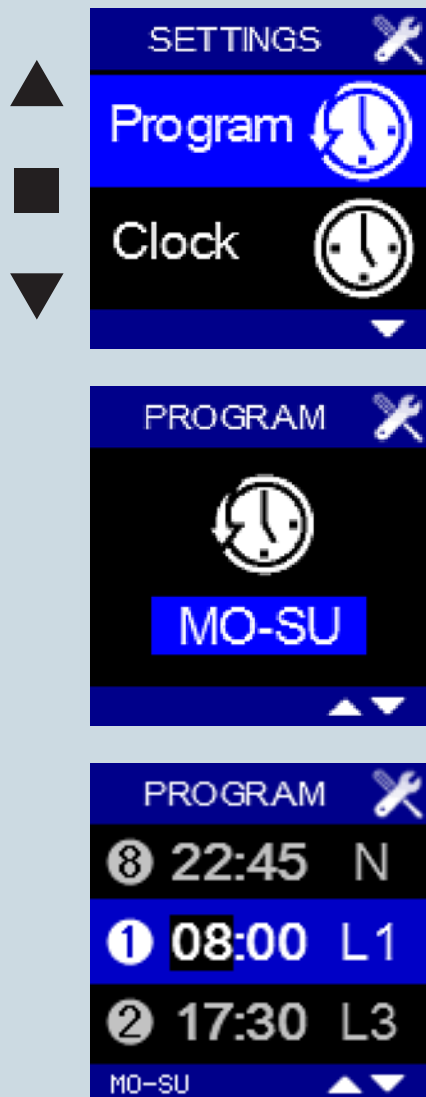 SETTINGS
Program
Clock
PROGRAM
MO-SU
PROGRAM
8 22:45 N
1 08:00 L1
2 17:30 L3
MO-SU